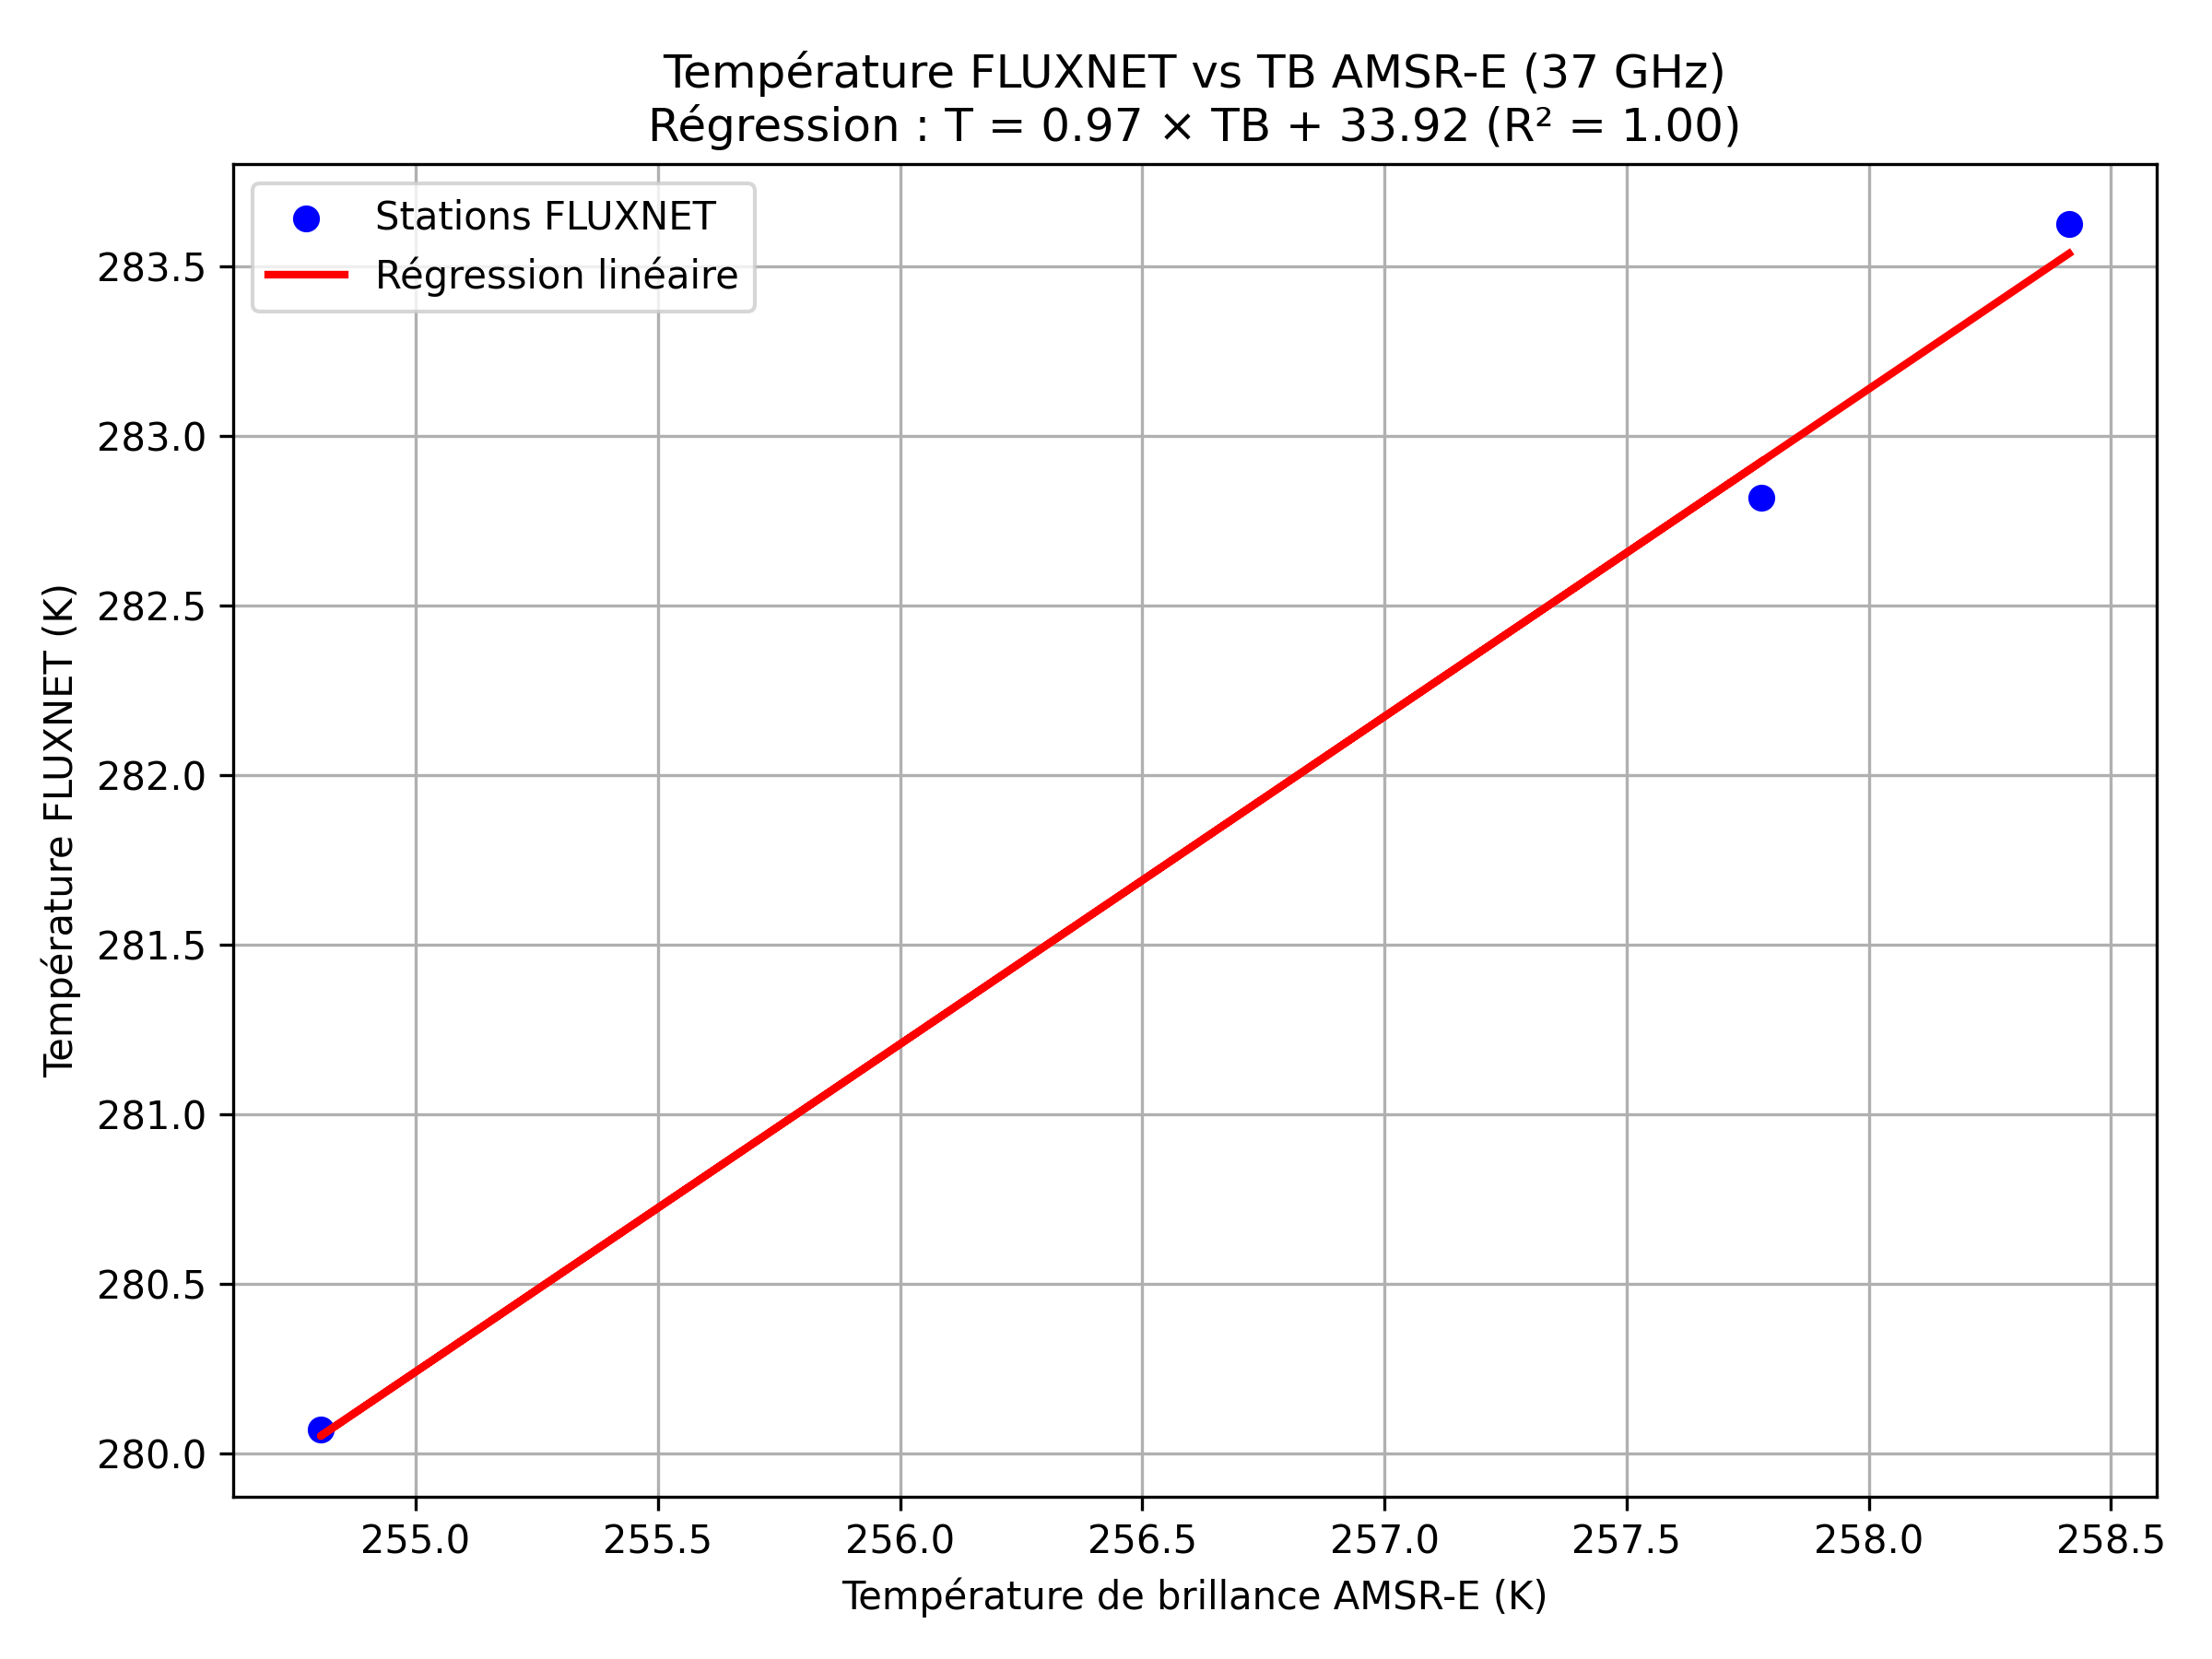 Température FLUXNET vs TB AMSR-E (37 GHz)
Régression : T = 0.97 × TB + 33.92 (R² = 1.00)
Stations FLUXNET
Régression linéaire
Température FLUXNET (K)
283.5
283.0
282.5
282.0
281.5
281.0
280.5
280.0
255.0 255.5 256.0 256.5 257.0 257.5 258.0 258.5
Température de brillance AMSR-E (K)